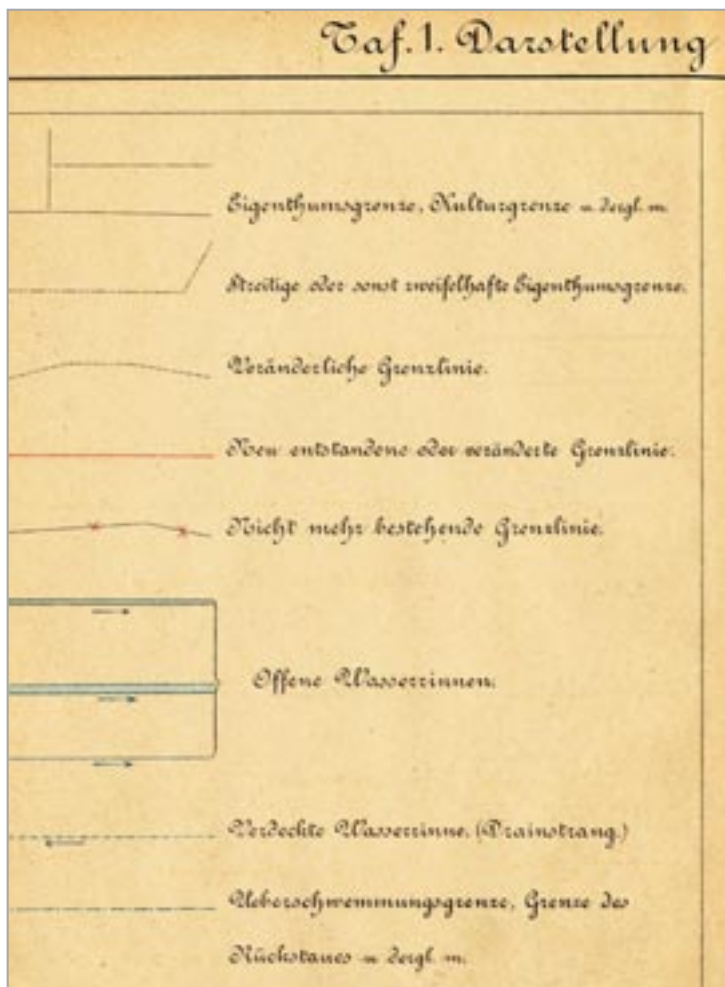 Taf. 1. Darstellung
Eigenthumsgrenze, Kulturgrenze u. dergl. m.
Streitige oder sonst zweifelhafte Eigenthumsgrenze.
Veränderliche Grenzlinie.
Neu entstandene oder veränderte Grenzlinie.
Nicht mehr bestehende Grenzlinie.
Offene Wasserrinnen.
Verdeckte Wasserrinne. (Drainstrang.)
Ueberschwemmungsgrenze, Grenze des
Rückstaues u. dergl. m.